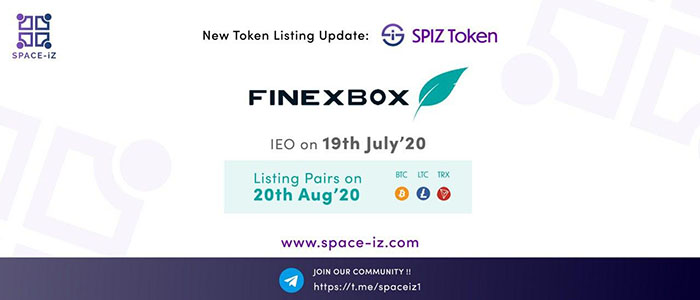 SPACE-iZ
New Token Listing Update: SPIZ Token
FINEXBOX
IEO on 19th July'20
Listing Pairs on
20th Aug'20
BTC LTC TRX
www.space-iz.com
JOIN OUR COMMUNITY !!
https://t.me/spaceiz1